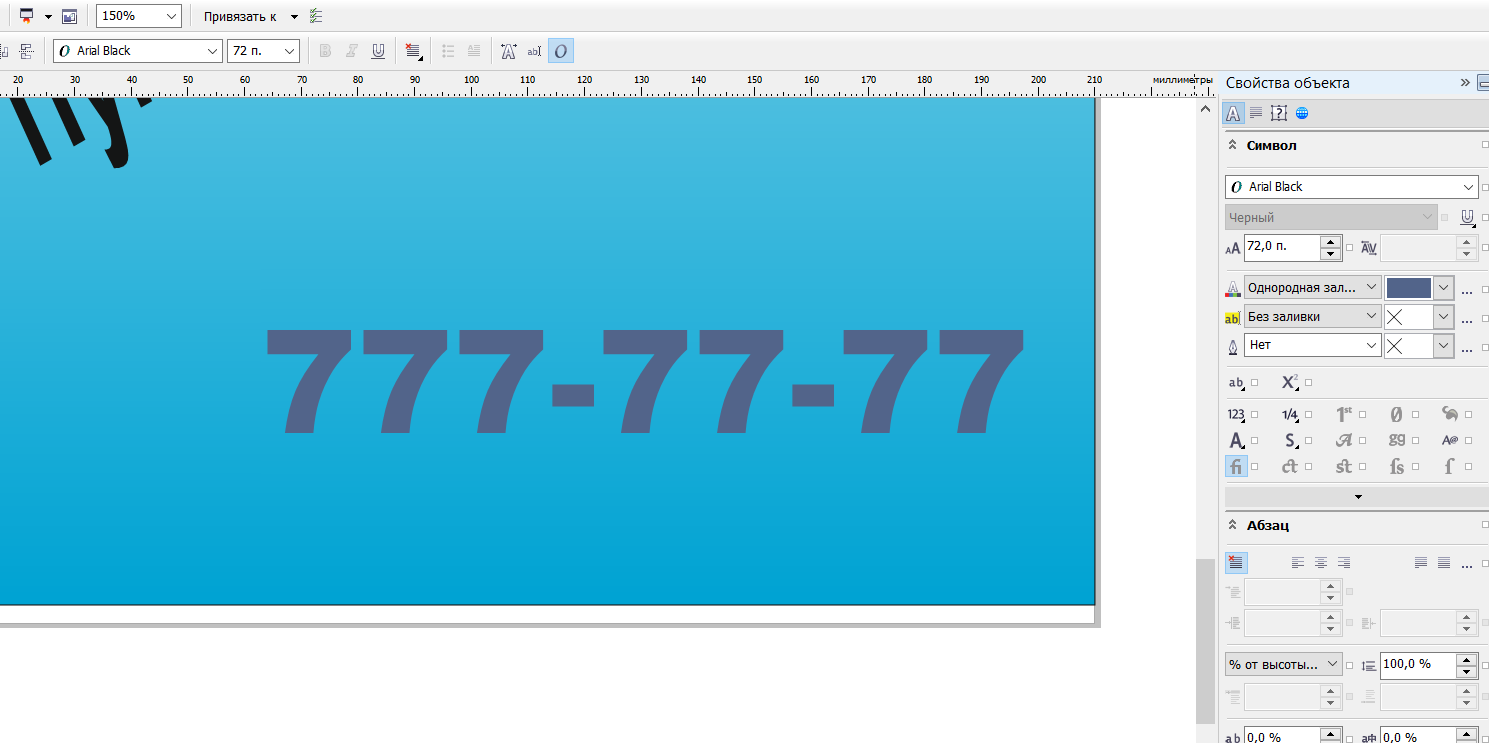 150% Привязать к
Arial Black 72 п.
20 30 40 50 60 70 80 90 100 110 120 130 140 150 160 170 180 190 200 210 миллиметры
Свойства объекта
Символ
Arial Black
Черный
72,0 п.
Однородная зал...
Без заливки
Нет
777-77-77
Абзац
% от высоты... 100,0 %
0,0 % 0,0 %